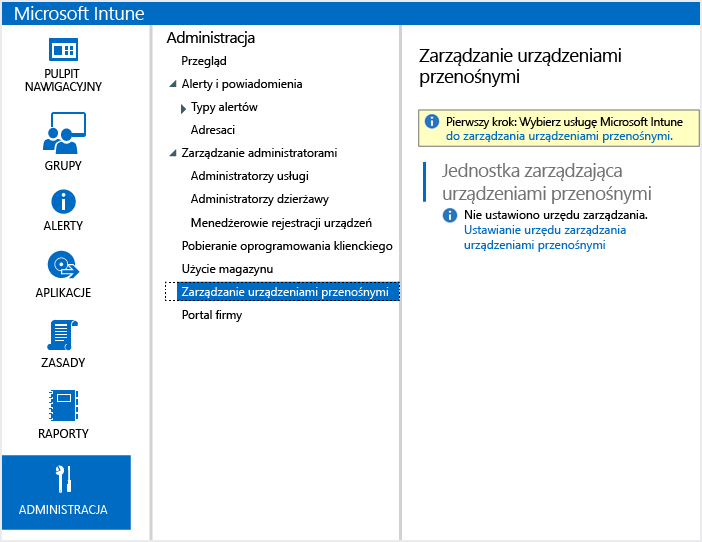 Microsoft Intune
PULPIT
NAWIGACYJNY
GRUPY
ALERTY
APLIKACJE
ZASADY
RAPORTY
ADMINISTRACJA
Administracja
Przegląd
Alerty i powiadomienia
Typy alertów
Adresaci
Zarządzanie administratorami
Administratorzy usługi
Administratorzy dzierżawy
Menedżerowie rejestracji urządzeń
Pobieranie oprogramowania klienckiego
Użycie magazynu
Zarządzanie urządzeniami przenośnymi
Portal firmy
Zarządzanie urządzeniami
przenośnymi
Pierwszy krok: Wybierz usługę Microsoft Intune
do zarządzania urządzeniami przenośnymi.
Jednostka zarządzająca
urządzeniami przenośnymi
Nie ustawiono urzędu zarządzania.
Ustawianie urzędu zarządzania
urządzeniami przenośnymi